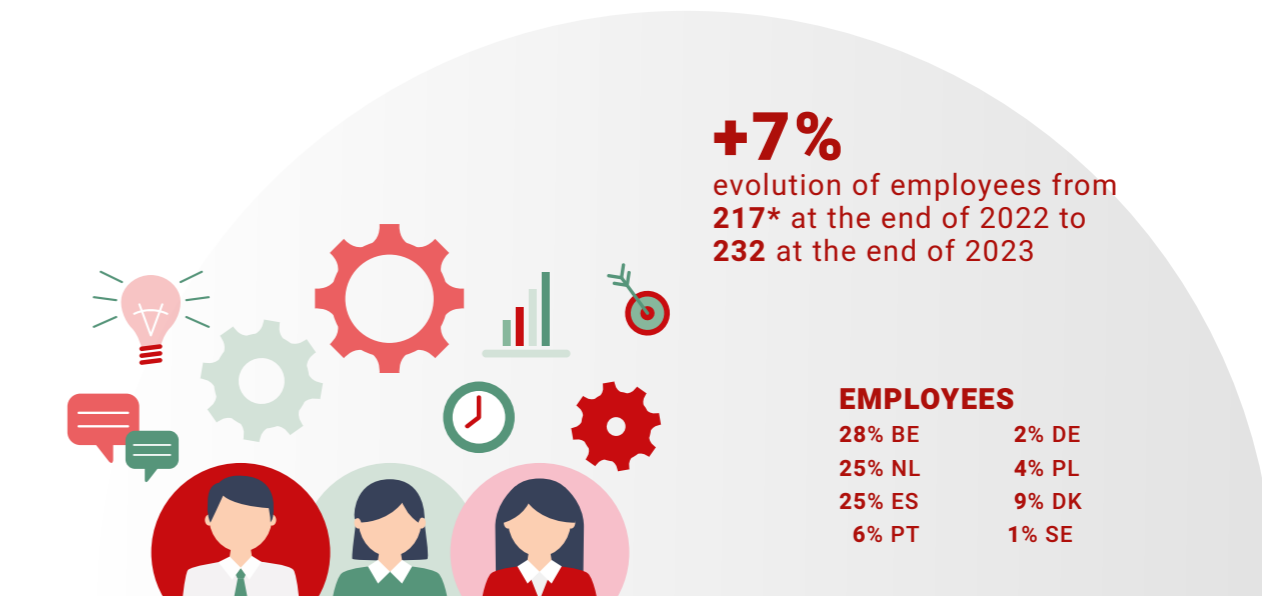 +7%
evolution of employees from
217* at the end of 2022 to
232 at the end of 2023
EMPLOYEES
28% BE
25% NL
25% ES
6% PT
2% DE
4% PL
9% DK
1% SE